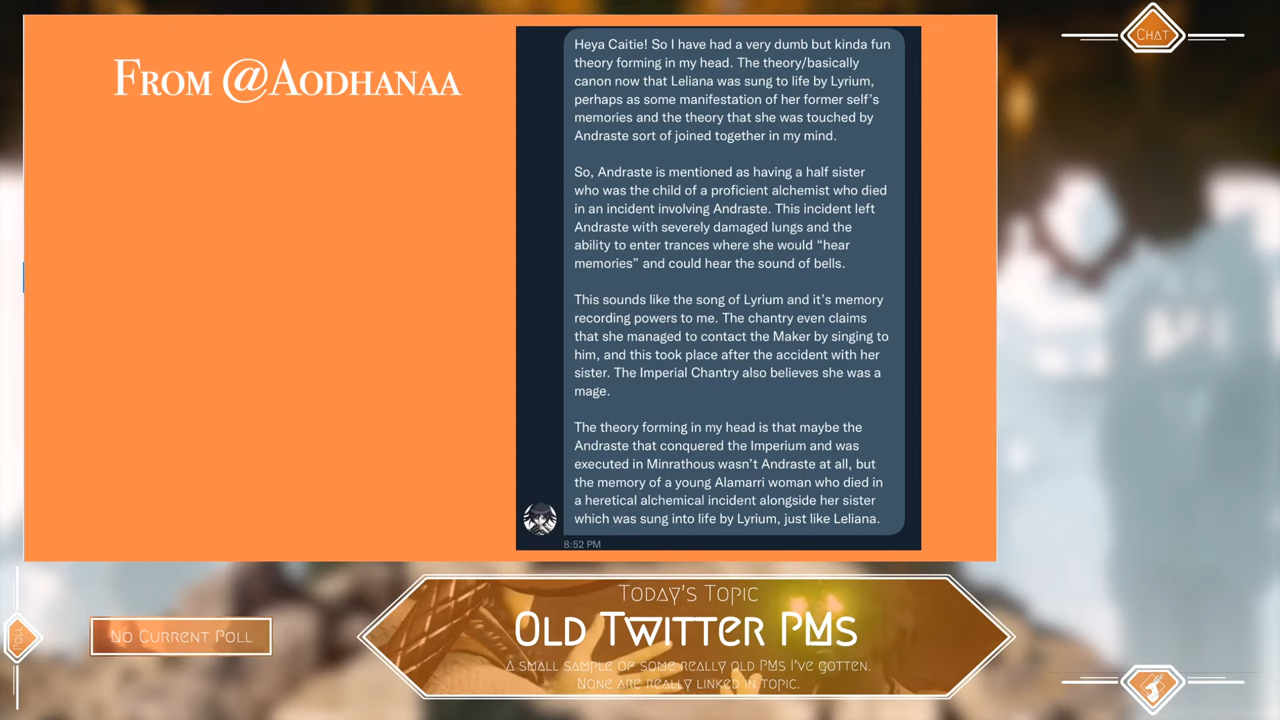 From @Aodhanaa
Heya Caitie! So I have had a very dumb but kinda fun
theory forming in my head. The theory/basically
canon now that Leliana was sung to life by Lyrium,
perhaps as some manifestation of her former self's
memories and the theory that she was touched by
Andraste sort of joined together in my mind.
So, Andraste is mentioned as having a half sister
who was the child of a proficient alchemist who died
in an incident involving Andraste. This incident left
Andraste with severely damaged lungs and the
ability to enter trances where she would “hear
memories” and could hear the sound of bells.
This sounds like the song of Lyrium and it's memory
recording powers to me. The chantry even claims
that she managed to contact the Maker by singing to
him, and this took place after the accident with her
sister. The Imperial Chantry also believes she was a
mage.
The theory forming in my head is that maybe the
Andraste that conquered the Imperium and was
executed in Minrathous wasn't Andraste at all, but
the memory of a young Alamarri woman who died in
a heretical alchemical incident alongside her sister
which was sung into life by Lyrium, just like Leliana.
8:52 PM
Chat
Poll
No Current Poll
Today's Topic
Old Twitter PMs
A small sample of some really old PMs I've gotten.
None are really linked in topic.